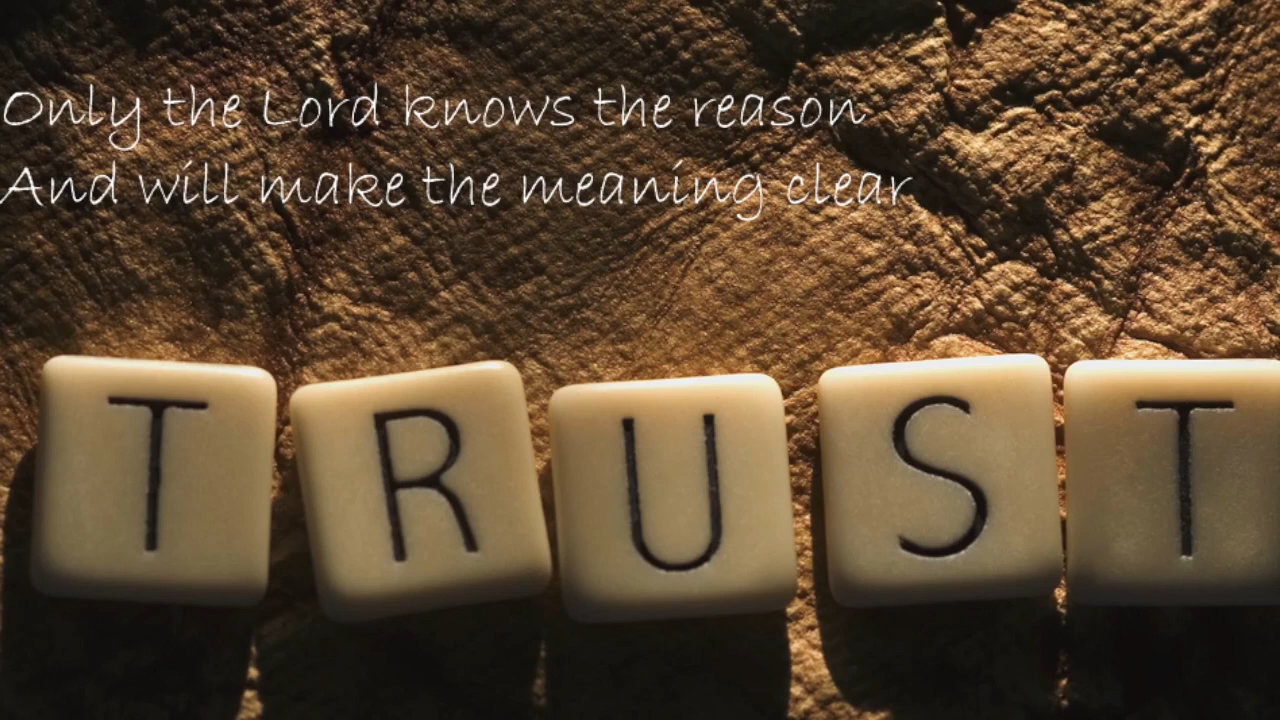 Only the Lord knows the reason
And will make the meaning clear
TRUST